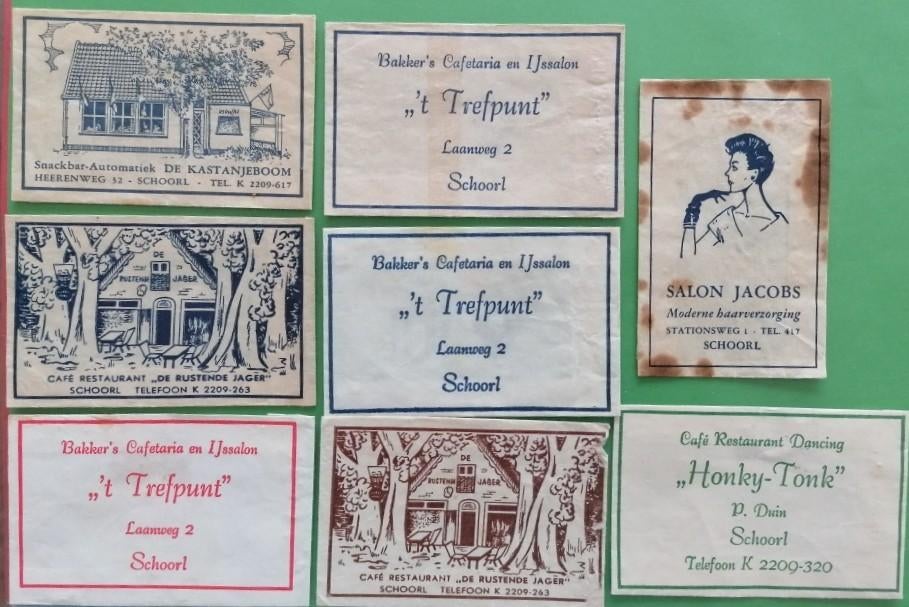 Snackbar-Automatiek DE KASTANJEBOOM
HEERENWEG 32 - SCHOORL - TEL. K 2209-617
Bakker's Cafetaria en IJssalon
„'t Trefpunt”
Laanweg 2
Schoorl
SALON JACOBS
Moderne haarverzorging
STATIONSWEG 1 - TEL. 417
SCHOORL
DE
RUSTENDE JAGER
CAFÉ RESTAURANT „DE RUSTENDE JAGER”
SCHOORL TELEFOON K 2209-263
Bakker's Cafetaria en IJssalon
„'t Trefpunt”
Laanweg 2
Schoorl
Bakker's Cafetaria en IJssalon
„'t Trefpunt”
Laanweg 2
Schoorl
DE
RUSTENDE JAGER
CAFÉ RESTAURANT „DE RUSTENDE JAGER”
SCHOORL TELEFOON K 2209-263
Café Restaurant Dancing
„Honky-Tonk”
P. Duin
Schoorl
Telefoon K 2209-320